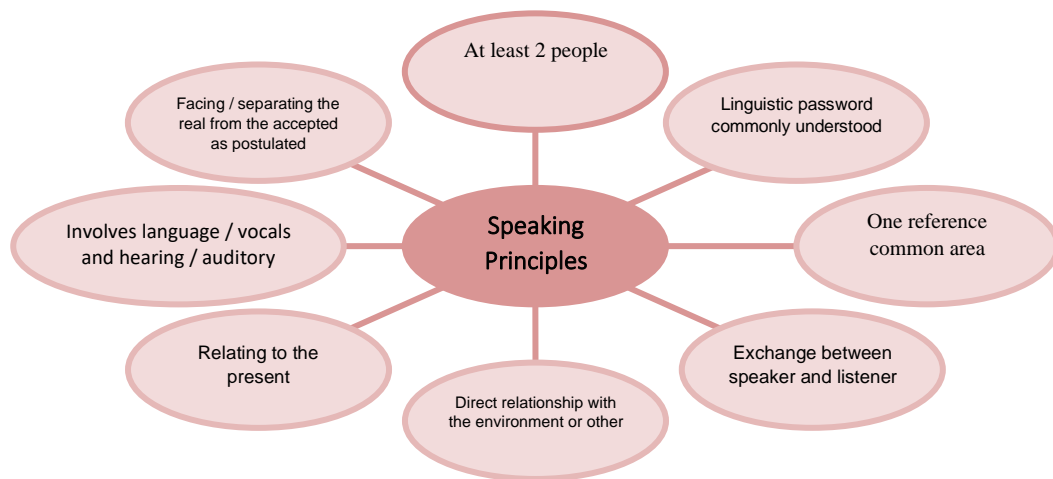 At least 2 people
Facing / separating the
real from the accepted
as postulated
Linguistic password
commonly understood
Speaking
Principles
Involves language / vocals
and hearing / auditory
One reference
common area
Relating to the
present
Exchange between
speaker and listener
Direct relationship with
the environment or other